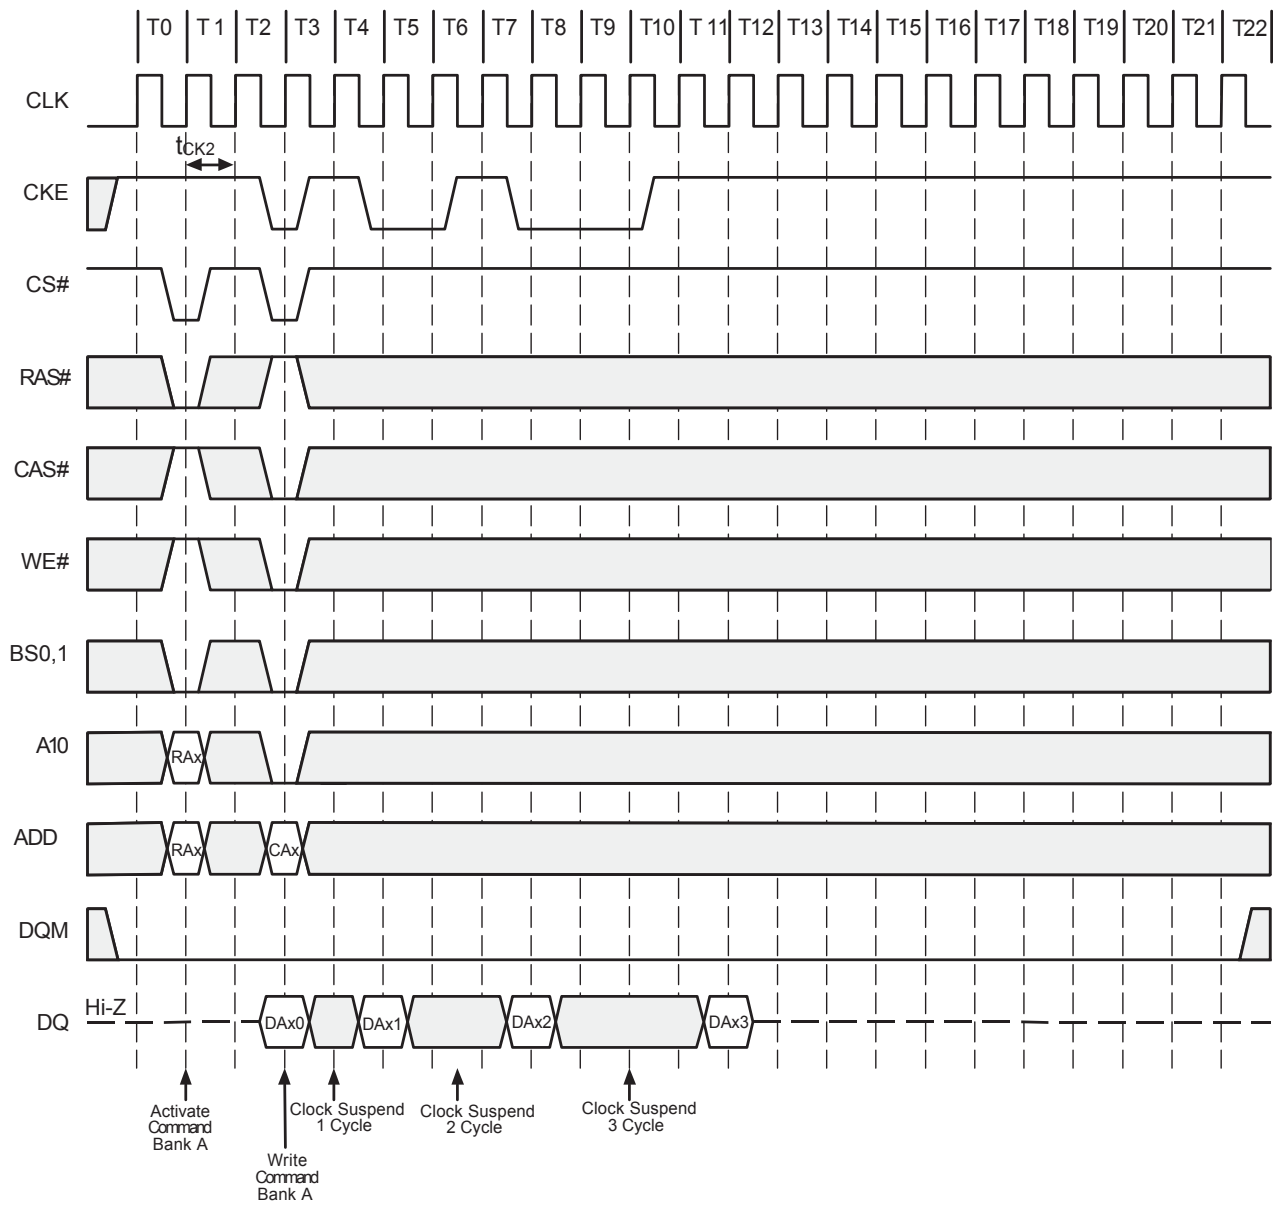 T0 T1 T2 T3 T4 T5 T6 T7 T8 T9 T10 T11 T12 T13 T14 T15 T16 T17 T18 T19 T20 T21 T22
CLK
tCK2
CKE
CS#
RAS#
CAS#
WE#
BS0,1
A10 RAx
ADD RAx CAx
DQM
Hi-Z
DQ DAx0 DAx1 DAx2 DAx3
Activate
Command
Bank A
Write
Command
Bank A
Clock Suspend
1 Cycle
Clock Suspend
2 Cycle
Clock Suspend
3 Cycle